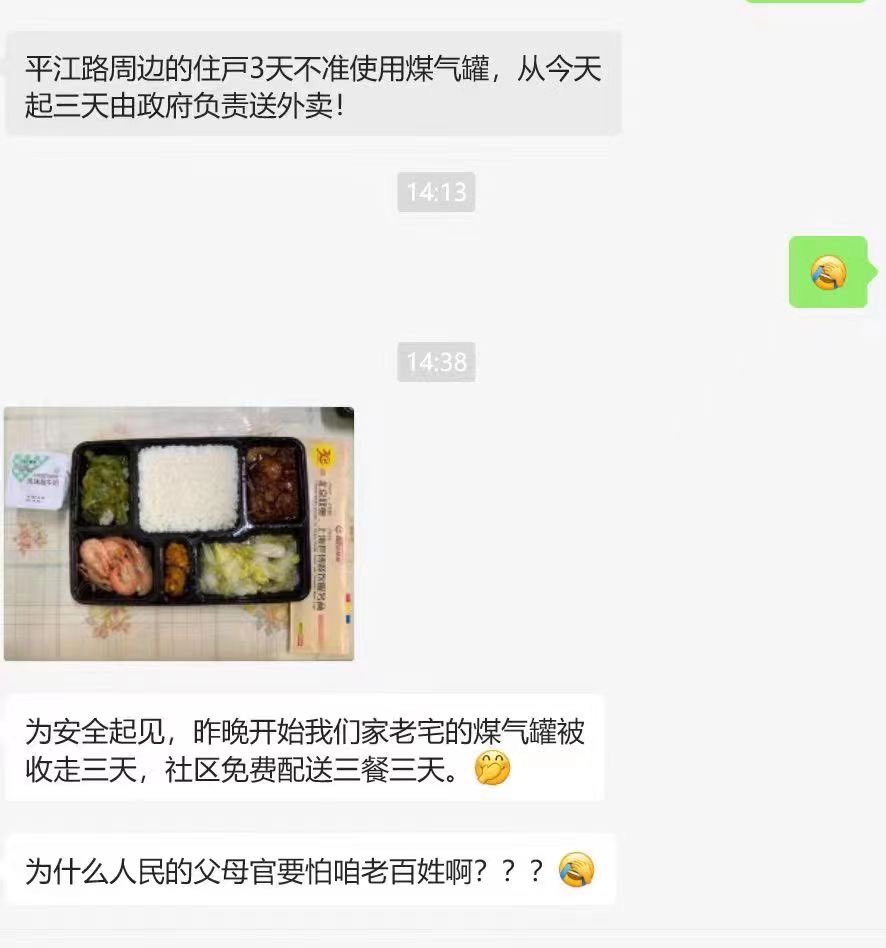 平江路周边的住戸3天不准使用煤气罐，从今天
起三天由政府负责送外卖！
14:13
14:38
为安全起见，昨晚开始我们家老宅的煤气罐被
收走三天，社区免费配送三餐三天。
为什么人民的父母官要怕咱老百姓啊？？？